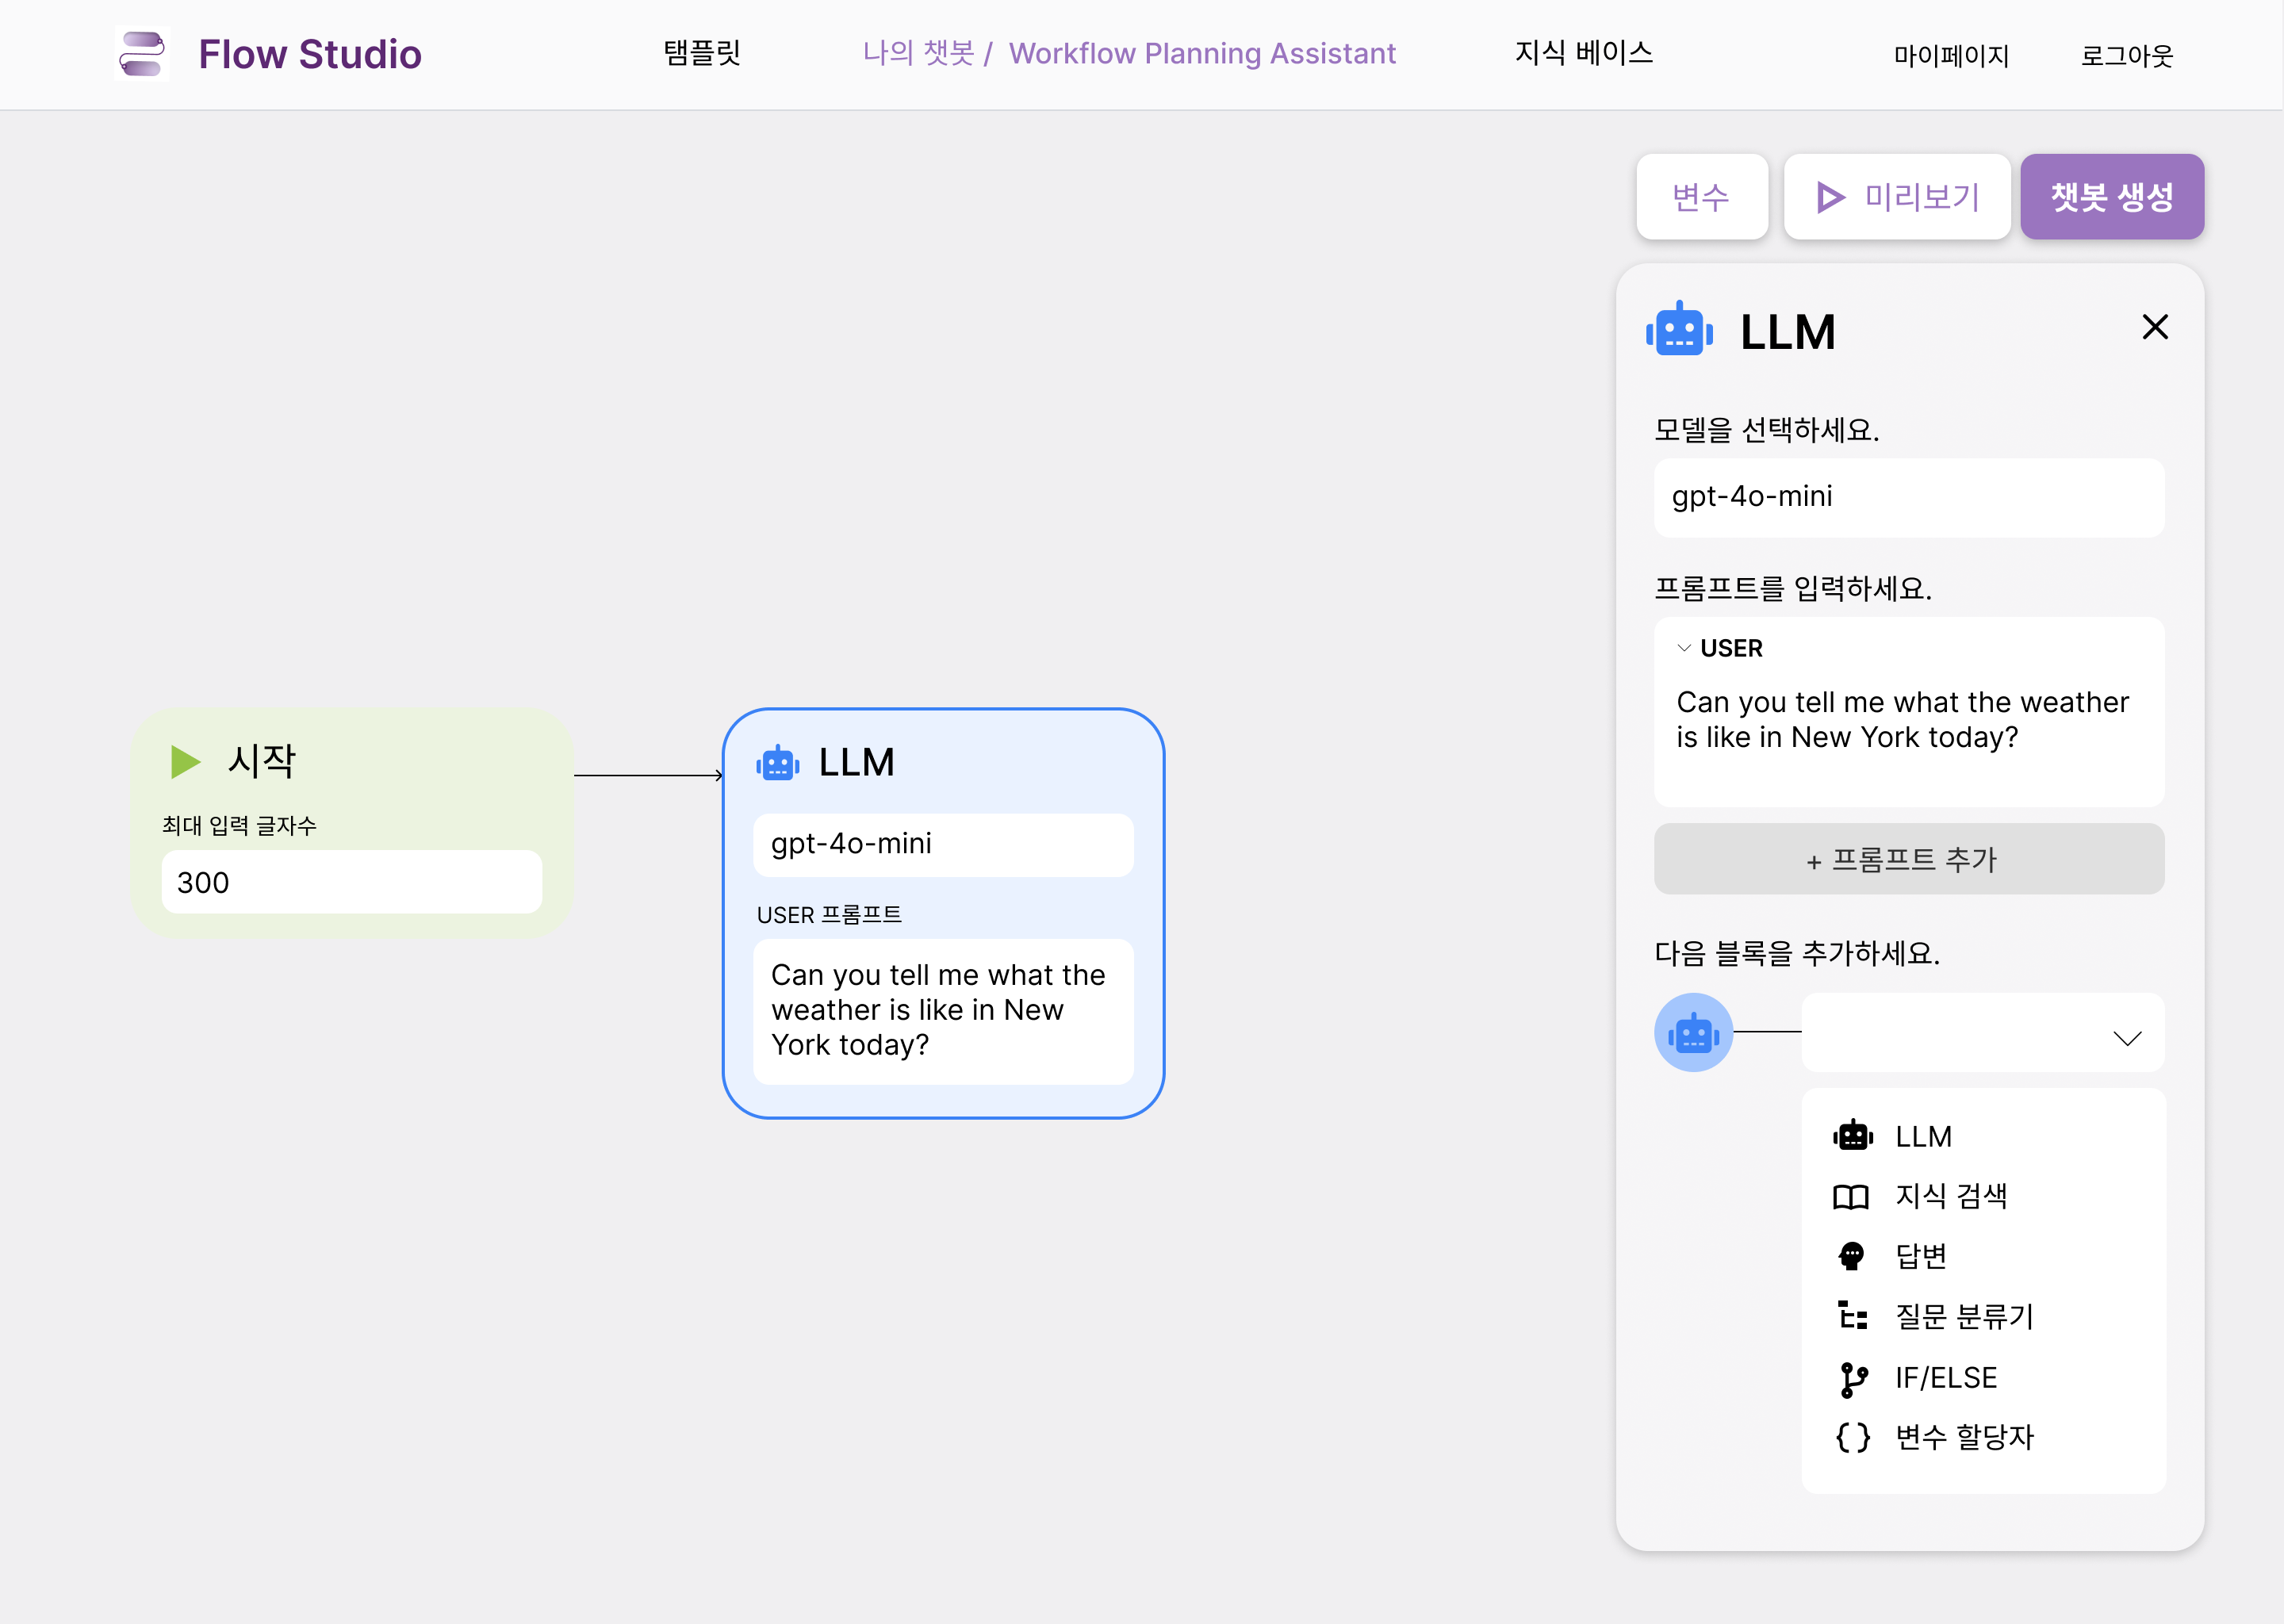 Flow Studio
탬플릿
나의 챗봇 / Workflow Planning Assistant
지식 베이스
마이페이지
로그아웃
변수
미리보기
챗봇 생성
시작
최대 입력 글자수
300
LLM
gpt-4o-mini
USER 프롬프트
Can you tell me what the
weather is like in New
York today?
LLM
모델을 선택하세요.
gpt-4o-mini
프롬프트를 입력하세요.
USER
Can you tell me what the weather
is like in New York today?
+ 프롬프트 추가
다음 블록을 추가하세요.
LLM
지식 검색
답변
질문 분류기
IF/ELSE
변수 할당자